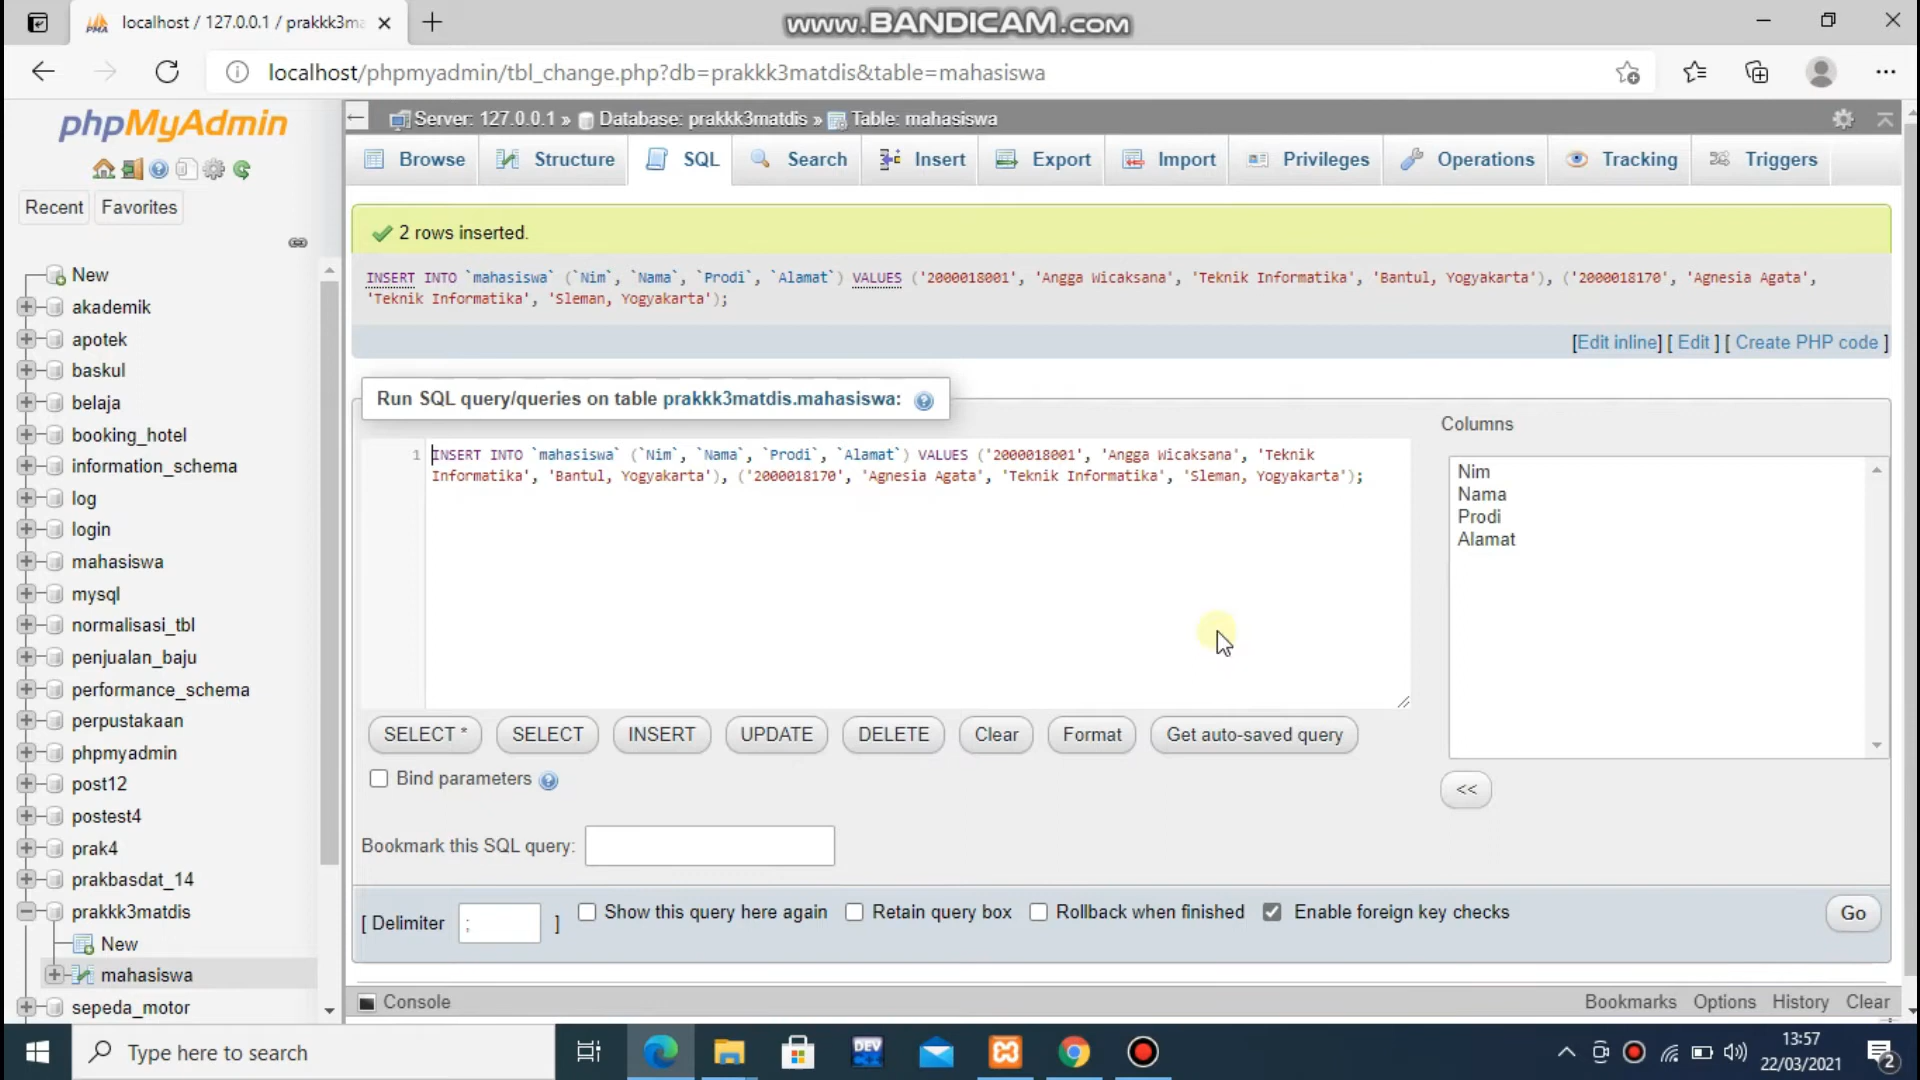 localhost / 127.0.0.1 / prakkk3ma
www.BANDICAM.com
localhost/phpmyadmin/tbl_change.php?db=prakkk3matdis&table=mahasiswa
phpMyAdmin
Recent
Favorites
New
akademik
apotek
baskul
belaja
booking_hotel
information_schema
log
login
mahasiswa
mysql
normalisasi_tbl
penjualan_baju
performance_schema
perpustakaan
phpmyadmin
post12
postest4
prak4
prakbasdat_14
prakkk3matdis
New
mahasiswa
sepeda_motor
Server: 127.0.0.1 » Database: prakkk3matdis » Table: mahasiswa
Browse
Structure
SQL
Search
Insert
Export
Import
Privileges
Operations
Tracking
Triggers
2 rows inserted.
INSERT INTO `mahasiswa` (`Nim`, `Nama`, `Prodi`, `Alamat`) VALUES ('2000018001', 'Angga Wicaksana', 'Teknik Informatika', 'Bantul, Yogyakarta'), ('2000018170', 'Agnesia Agata',
'Teknik Informatika', 'Sleman, Yogyakarta');
[Edit inline] [ Edit ] [ Create PHP code ]
Run SQL query/queries on table prakkk3matdis.mahasiswa:
1 INSERT INTO `mahasiswa` (`Nim`, `Nama`, `Prodi`, `Alamat`) VALUES ('2000018001', 'Angga Wicaksana', 'Teknik
Informatika', 'Bantul, Yogyakarta'), ('2000018170', 'Agnesia Agata', 'Teknik Informatika', 'Sleman, Yogyakarta');
Columns
Nim
Nama
Prodi
Alamat
SELECT *
SELECT
INSERT
UPDATE
DELETE
Clear
Format
Get auto-saved query
<<
Bind parameters
Bookmark this SQL query:
[ Delimiter ; ]
Show this query here again
Retain query box
Rollback when finished
Enable foreign key checks
Go
Console
Bookmarks
Options
History
Clear
Type here to search
DEV
13:57
22/03/2021
2